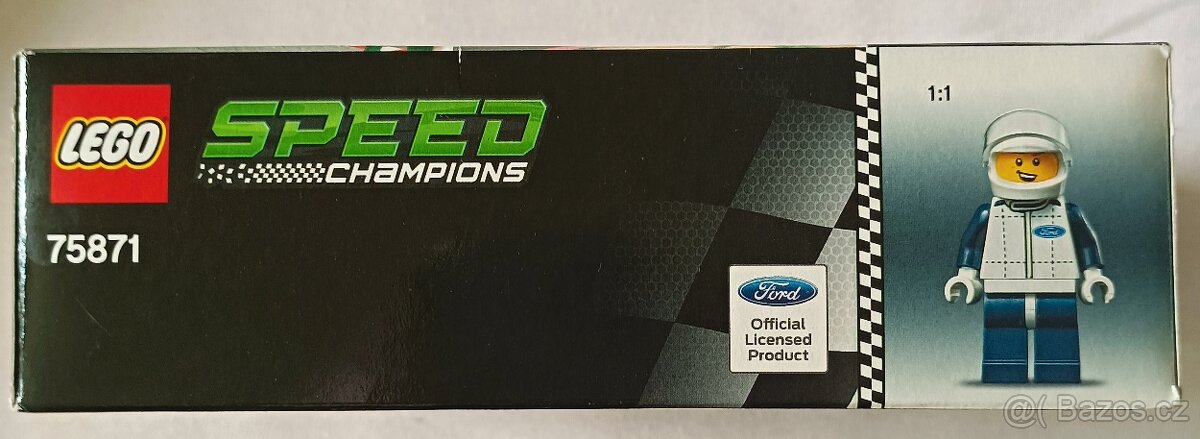 LEGO
SPEED
CHAMPIONS
75871
Ford
Official
Licensed
Product
1:1
Ford
@( Bazos.cz